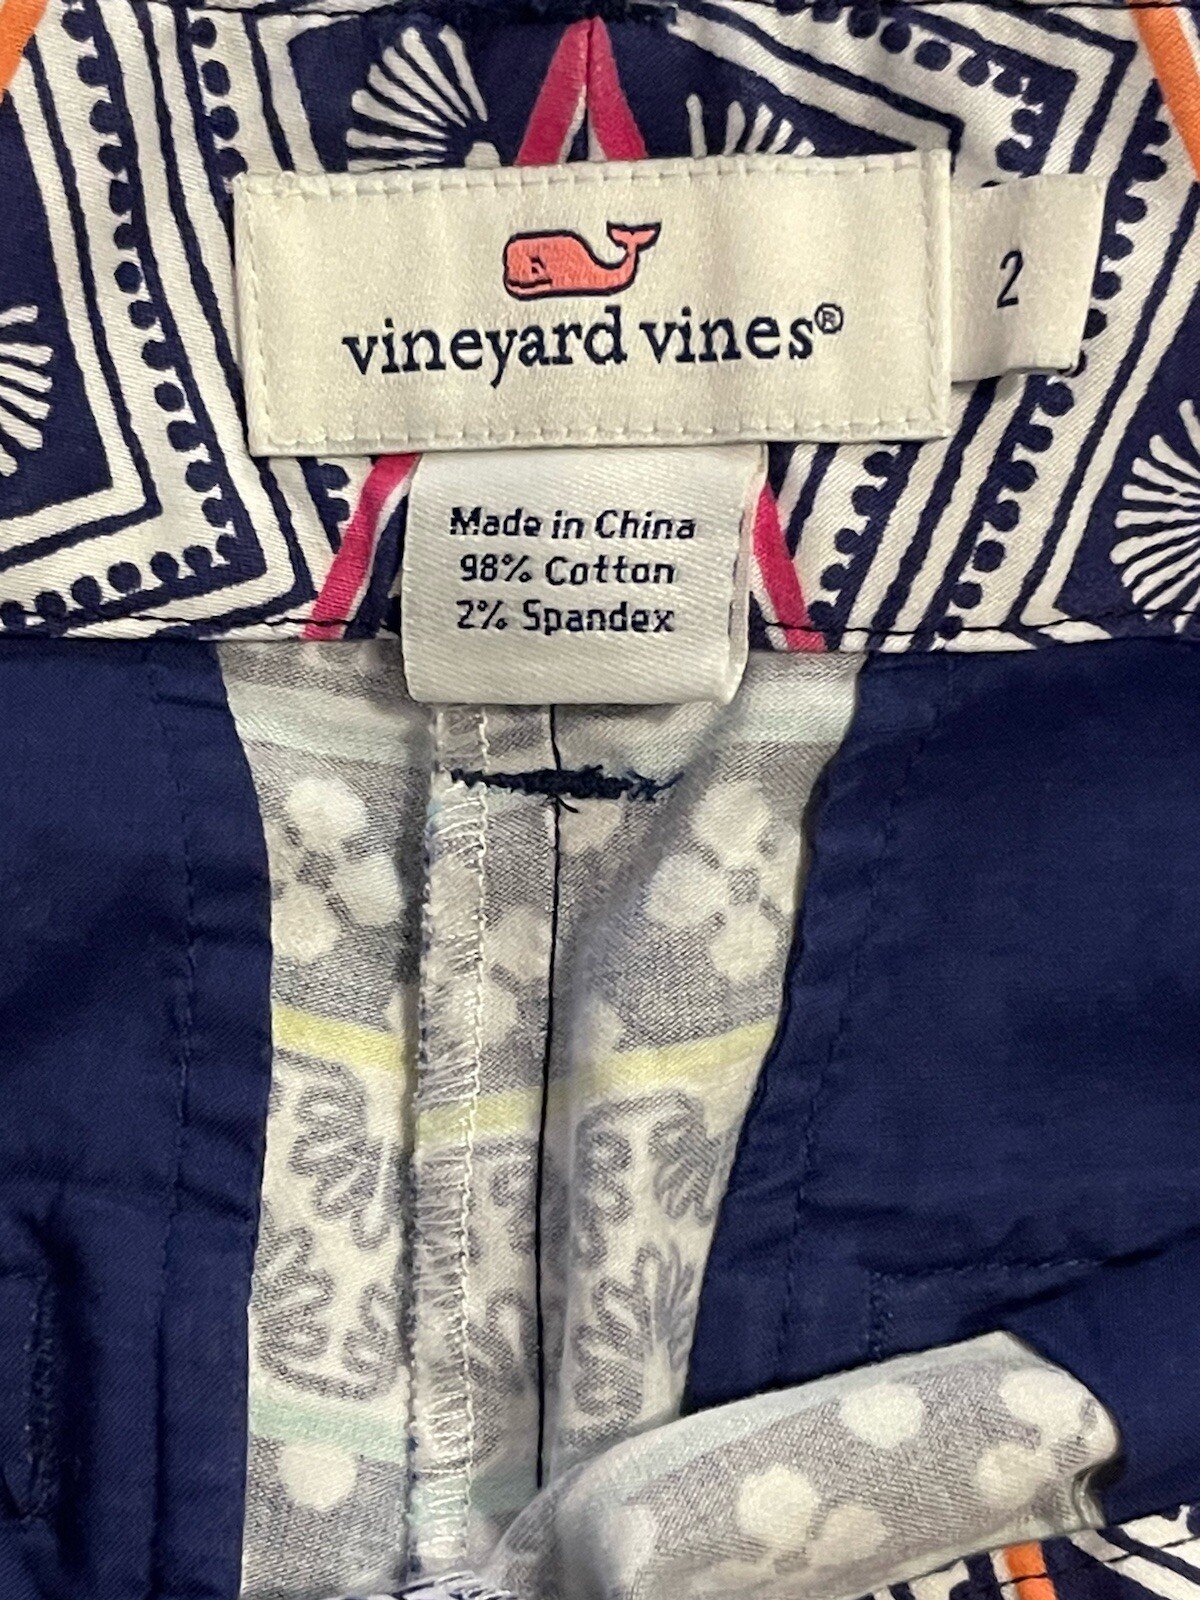 vineyard vines®
2
Made in China
98% Cotton
2% Spandex